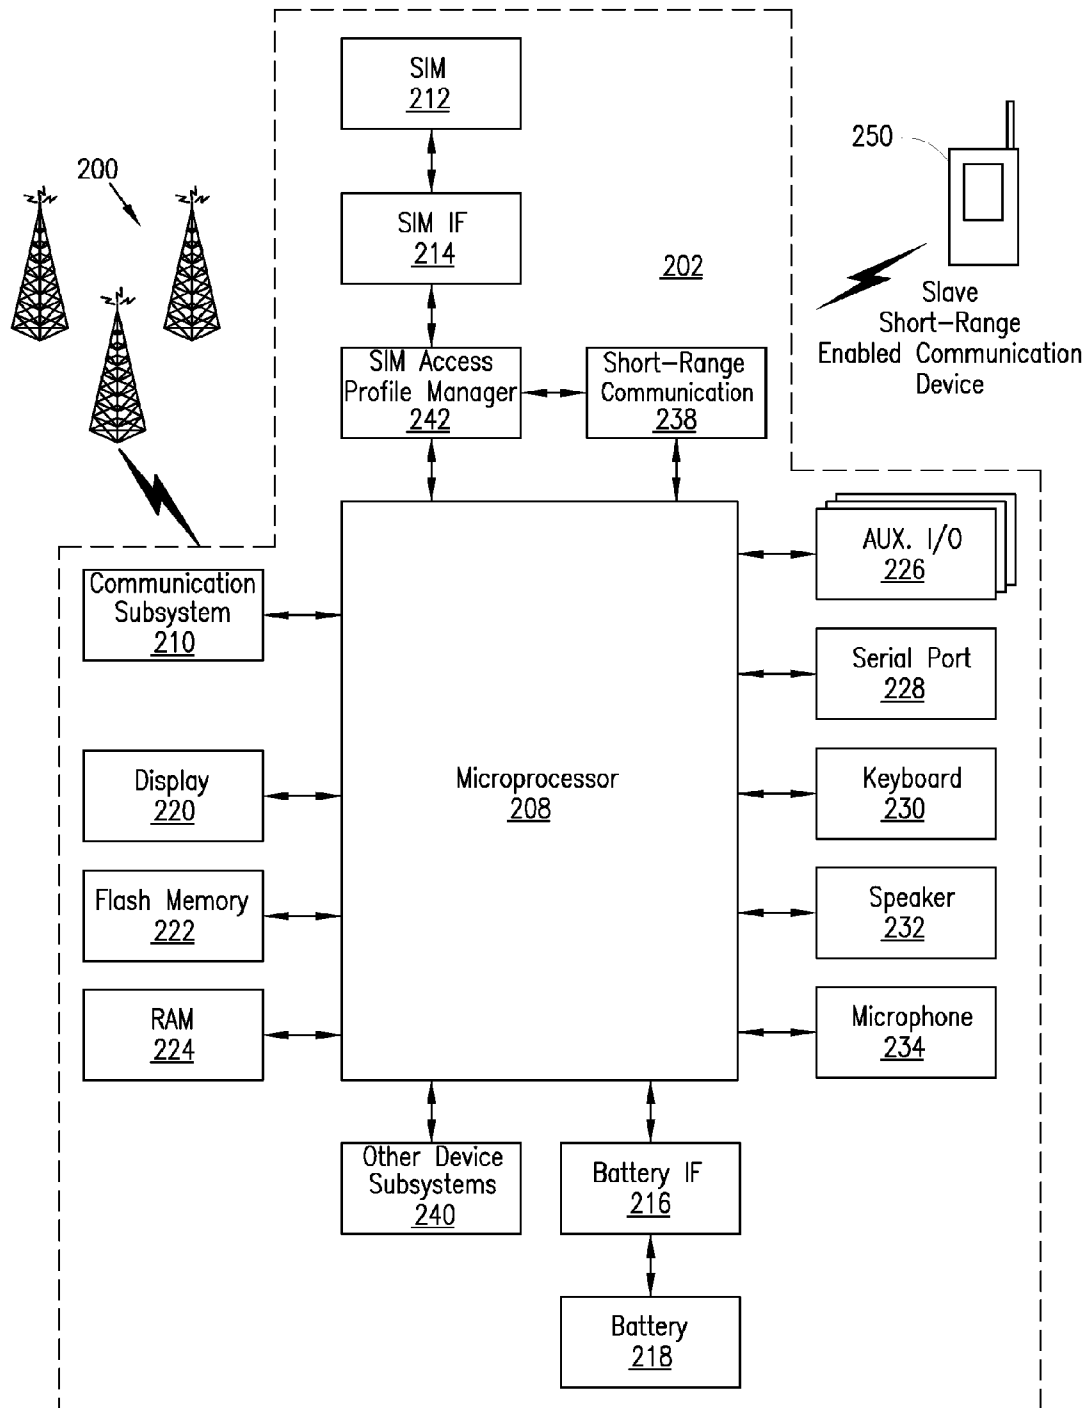 SIM
212
200
250
SIM IF
214
202
Slave
Short-Range
Enabled Communication
Device
SIM Access
Profile Manager
242
Short-Range
Communication
238
AUX. I/O
226
Communication
Subsystem
210
Serial Port
228
Display
220
Microprocessor
208
Keyboard
230
Flash Memory
222
Speaker
232
RAM
224
Microphone
234
Other Device
Subsystems
240
Battery IF
216
Battery
218